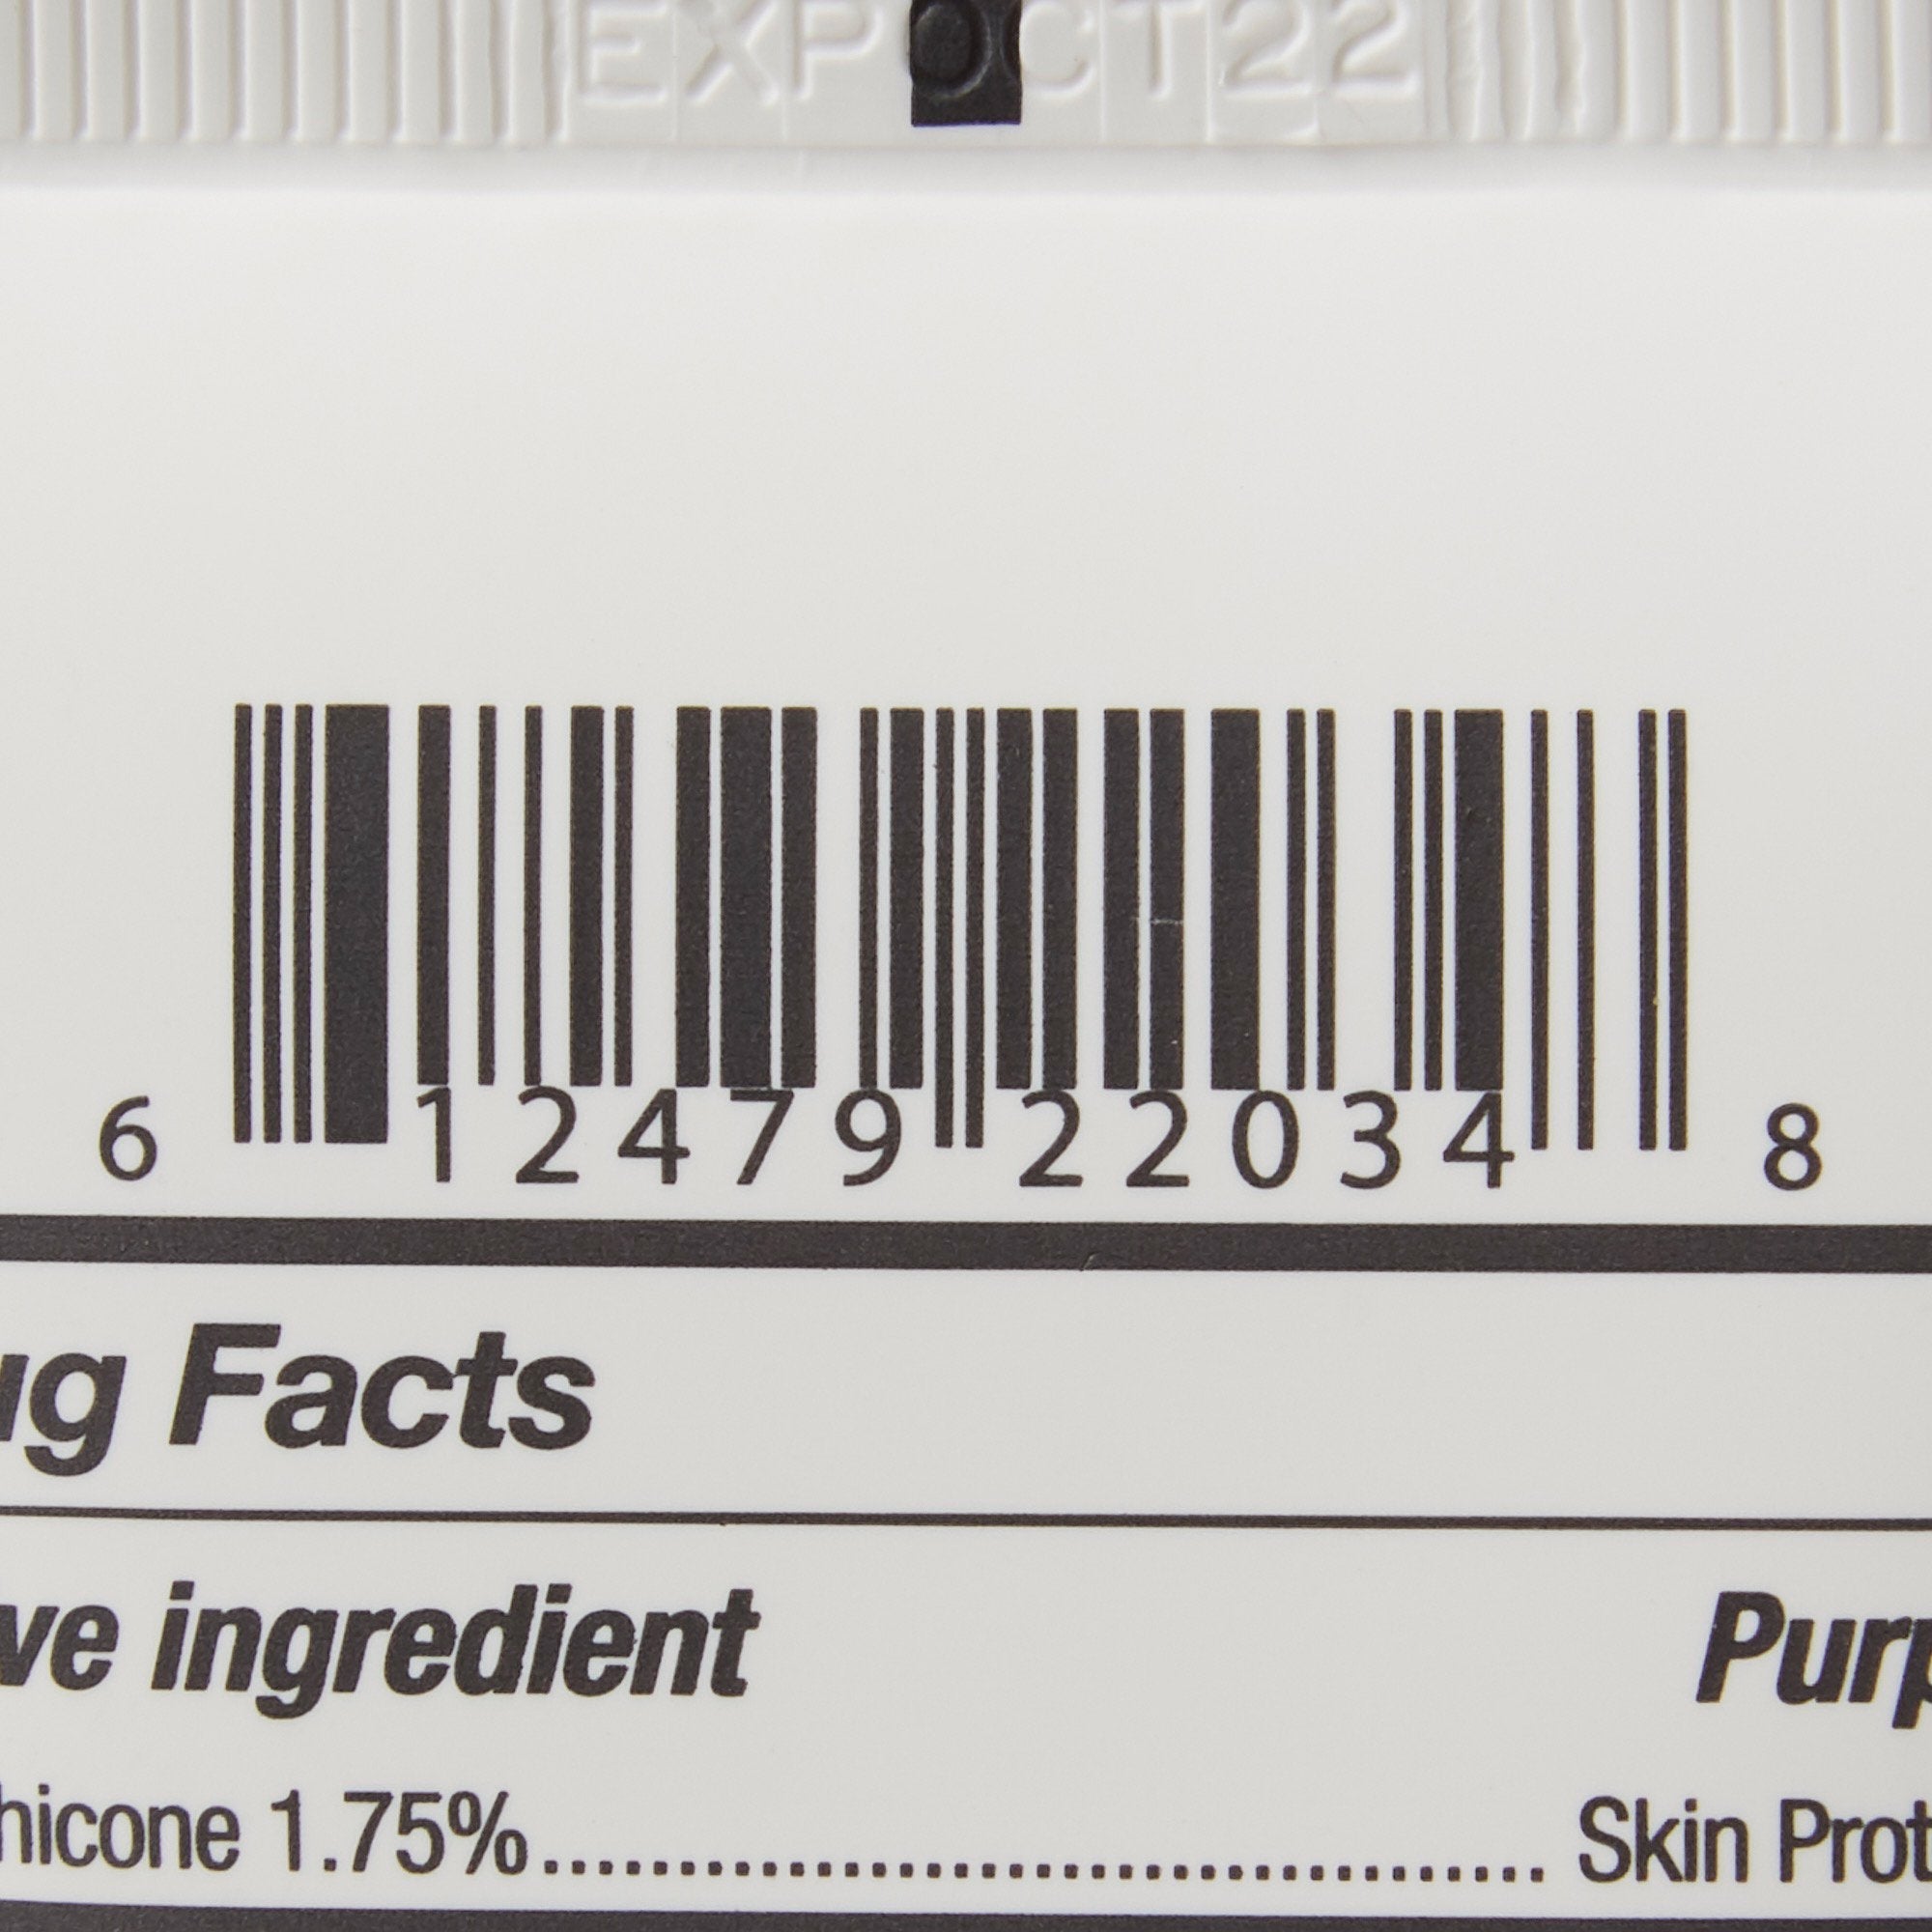 EXP OCT22
6 12479 22034 8
ug Facts
ve ingredient Purp
hicone 1.75%.......................................... Skin Prot